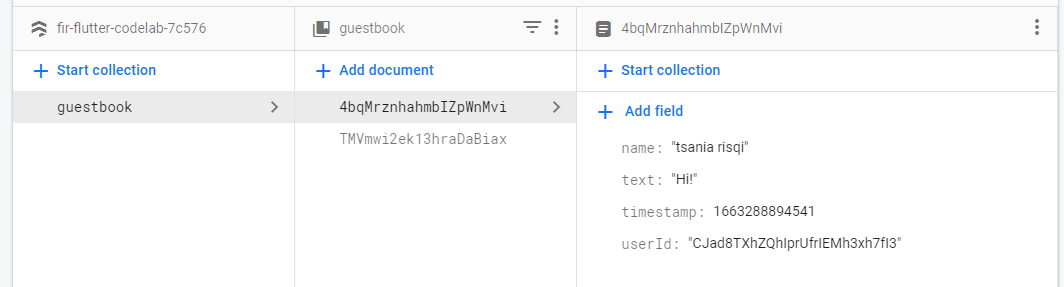 fir-flutter-codelab-7c576
guestbook
4bqMrznhahmbIZpWnMvi
+ Start collection
+ Add document
+ Start collection
guestbook
4bqMrznhahmbIZpWnMvi
+ Add field
TMVmwi2ek13hraDaBiax
name: "tsania risqi"
text: "Hi!"
timestamp: 1663288894541
userId: "CJad8TXhZQhIprUfrIEMh3xh7fI3"